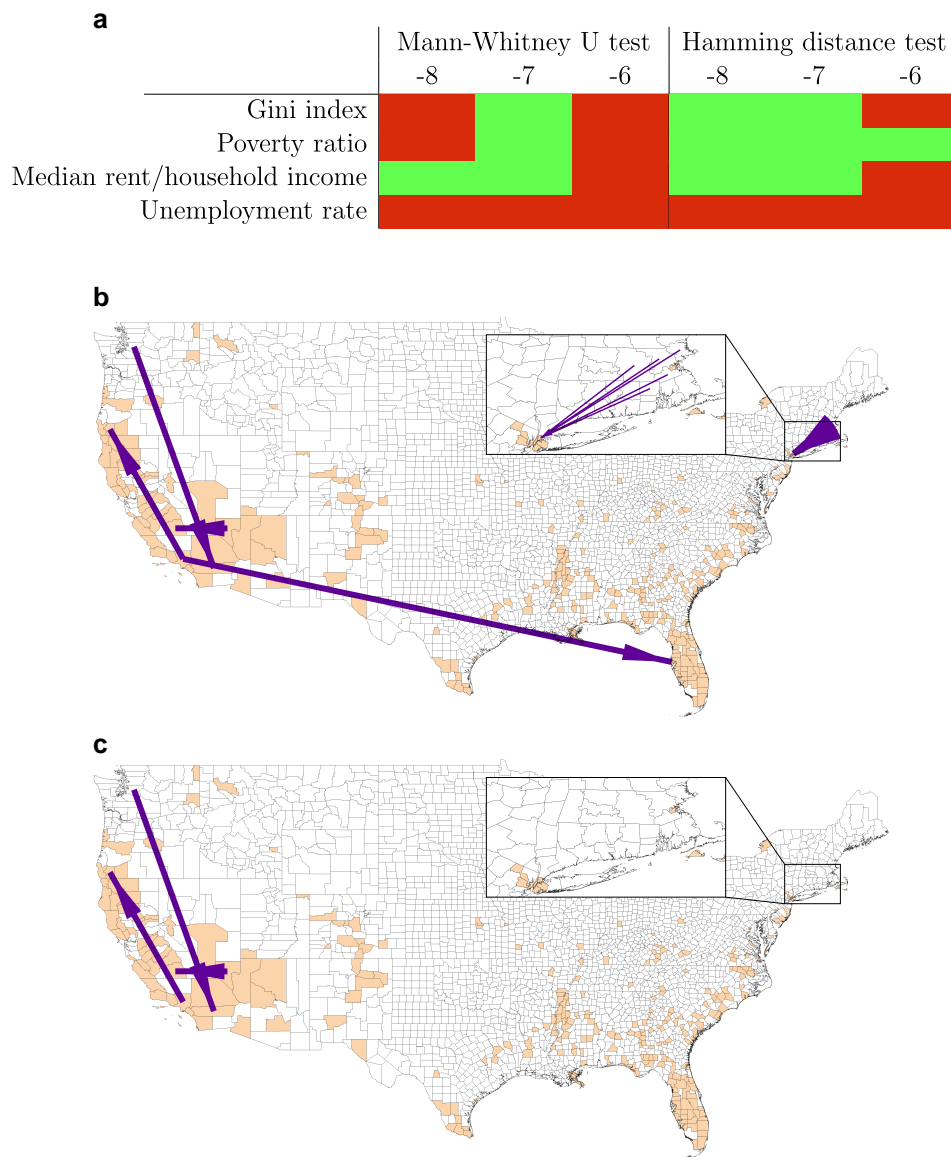 a
Mann-Whitney U test Hamming distance test
-8 -7 -6 -8 -7 -6
Gini index
Poverty ratio
Median rent/household income
Unemployment rate
b
c